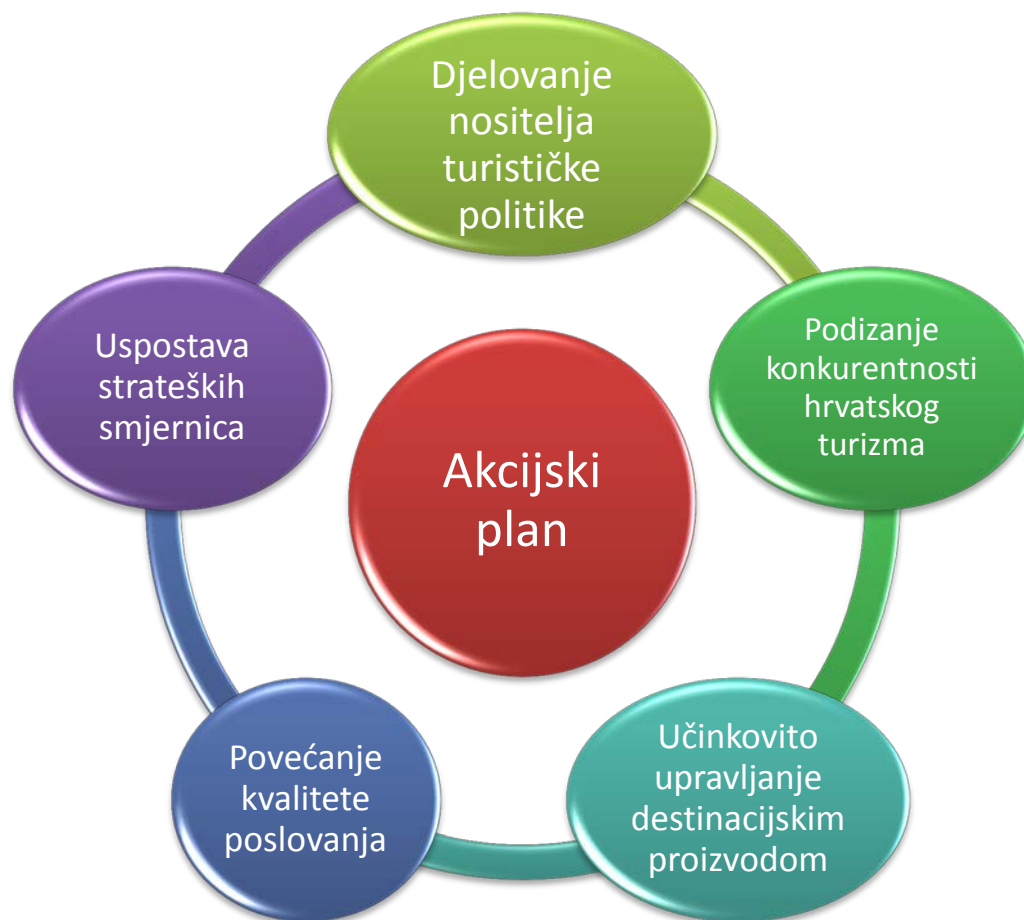 Djelovanje
nositelja
turističke
politike
Podizanje
konkurentnosti
hrvatskog
turizma
Učinkovito
upravljanje
destinacijskim
proizvodom
Povećanje
kvalitete
poslovanja
Uspostava
strateških
smjernica
Akcijski
plan